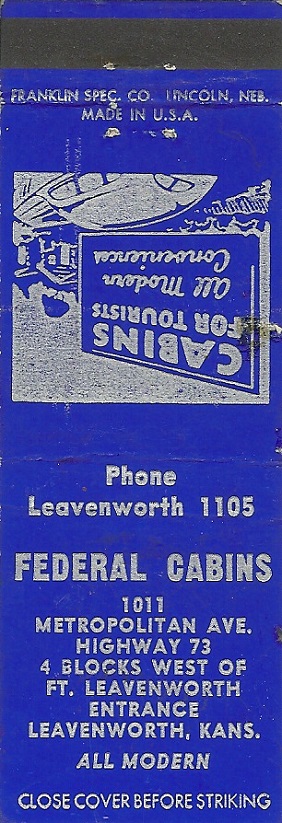 FRANKLIN SPEC. CO. LINCOLN, NEB.
MADE IN U.S.A.
CABINS
FOR TOURISTS
All Modern
Conveniences
Phone
Leavenworth 1105
FEDERAL CABINS
1011
METROPOLITAN AVE.
HIGHWAY 73
4 BLOCKS WEST OF
FT. LEAVENWORTH
ENTRANCE
LEAVENWORTH, KANS.
ALL MODERN
CLOSE COVER BEFORE STRIKING